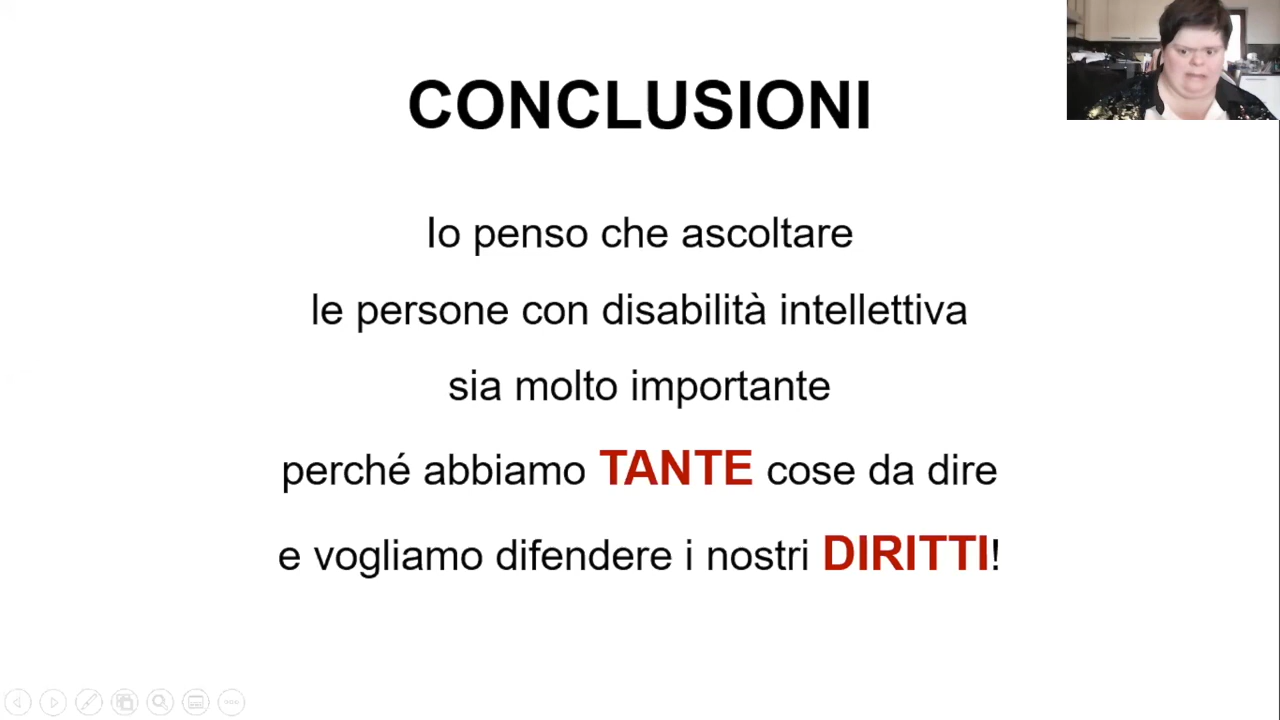 CONCLUSIONI
Io penso che ascoltare
le persone con disabilità intellettiva
sia molto importante
perché abbiamo TANTE cose da dire
e vogliamo difendere i nostri DIRITTI!